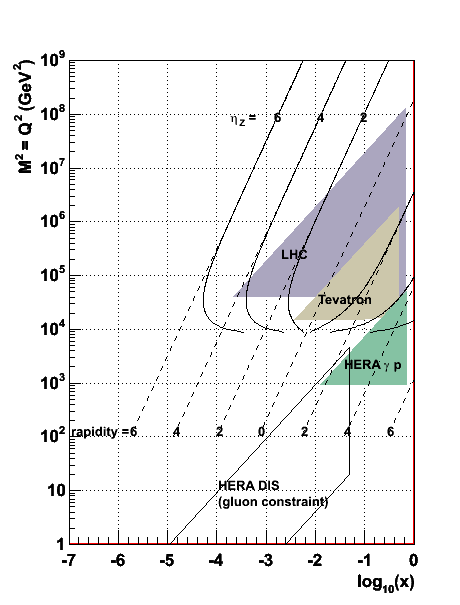 M² = Q² (GeV²)
10⁹
η_Z = 6 4 2
10⁸
10⁷
10⁶
LHC
10⁵
Tevatron
10⁴
HERA γ p
10³
rapidity = 6 4 2 0 2 4 6
10²
HERA DIS
(gluon constraint)
10
1
-7 -6 -5 -4 -3 -2 -1 0
log₁₀(x)